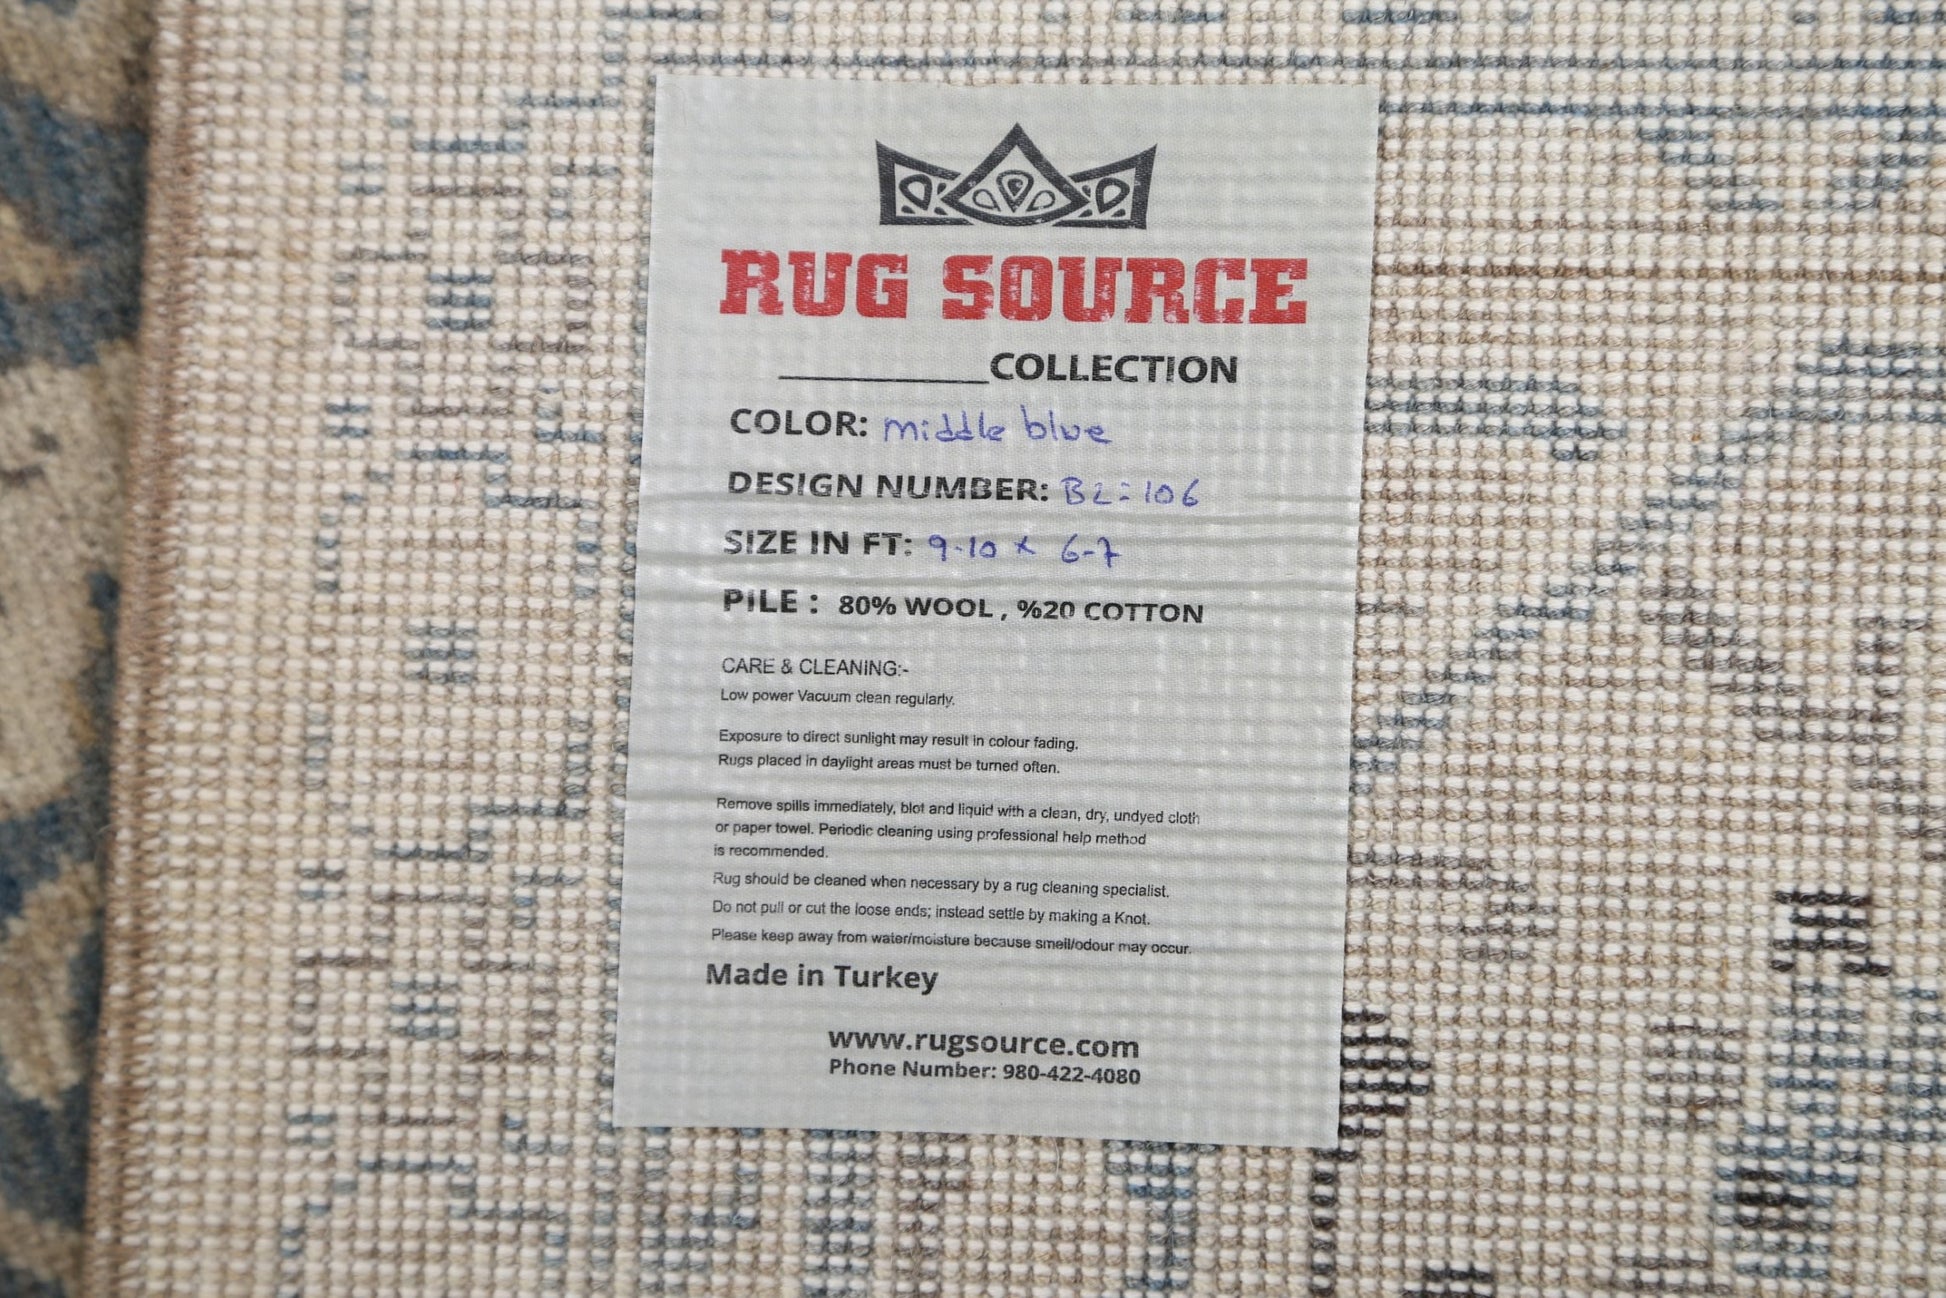 RUG SOURCE
__________COLLECTION
COLOR: middle blue
DESIGN NUMBER: BL=106
SIZE IN FT: 9-10 x 6-7
PILE : 80% WOOL , %20 COTTON
CARE & CLEANING:-
Low power Vacuum clean regularly.
Exposure to direct sunlight may result in colour fading.
Rugs placed in daylight areas must be turned often.
Remove spills immediately, blot and liquid with a clean, dry, undyed cloth
or paper towel. Periodic cleaning using professional help method
is recommended.
Rug should be cleaned when necessary by a rug cleaning specialist.
Do not pull or cut the loose ends; instead settle by making a Knot.
Please keep away from water/moisture because smell/odour may occur.
Made in Turkey
www.rugsource.com
Phone Number: 980-422-4080